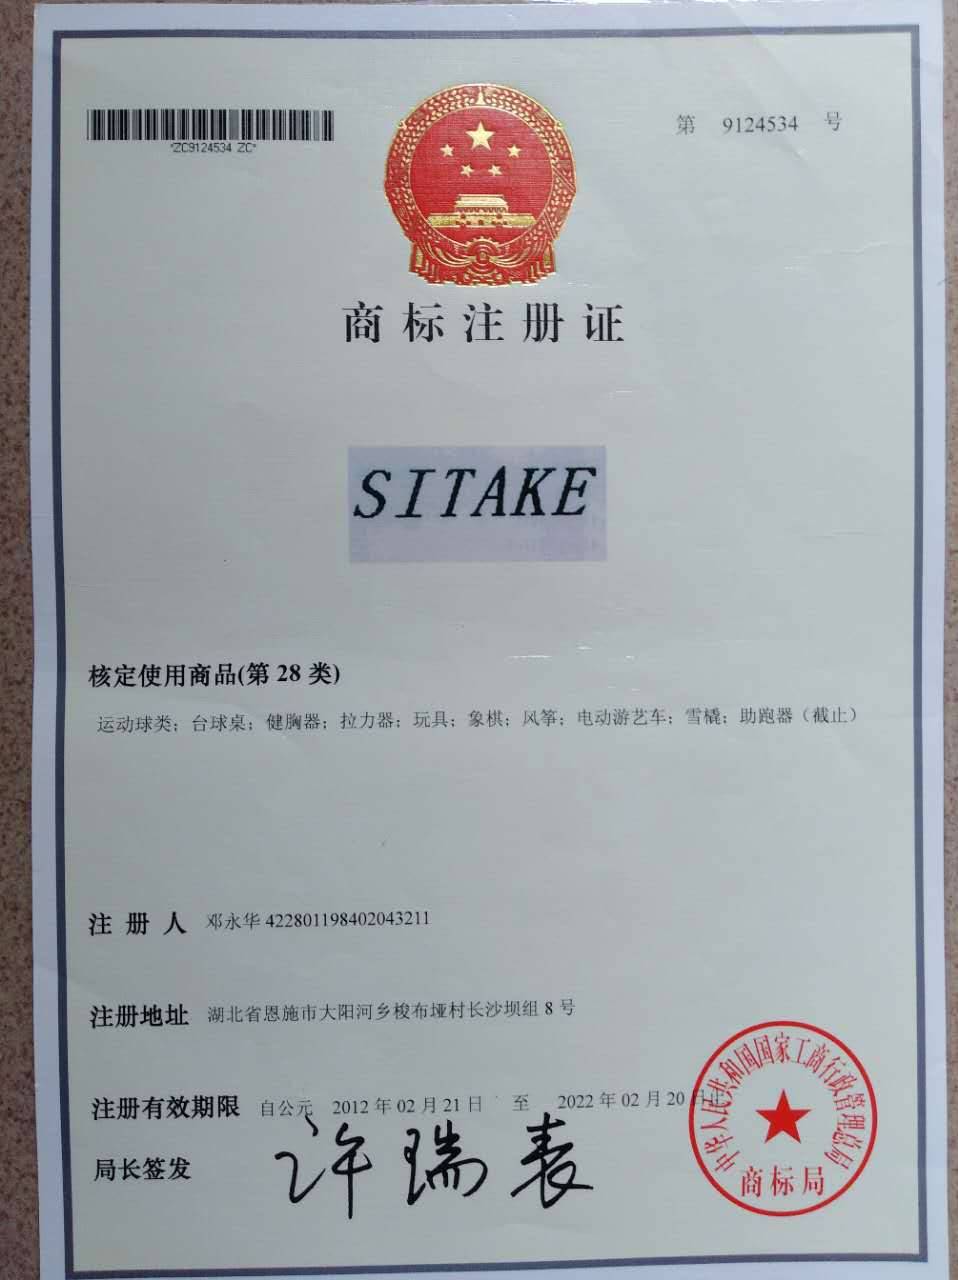 *ZC9124534 ZC*
第 9124534 号
商标注册证
SITAKE
核定使用商品(第 28 类)
运动球类；台球桌；健胸器；拉力器；玩具；象棋；风筝；电动游艺车；雪橇；助跑器（截止）
注 册 人 邓永华 422801198402043211
注册地址 湖北省恩施市大阳河乡梭布垭村长沙坝组 8 号
注册有效期限 自公元 2012 年 02 月 21 日 至 2022 年 02 月 20 日止
局长签发 许瑞表
中华人民共和国国家工商行政管理总局
商标局